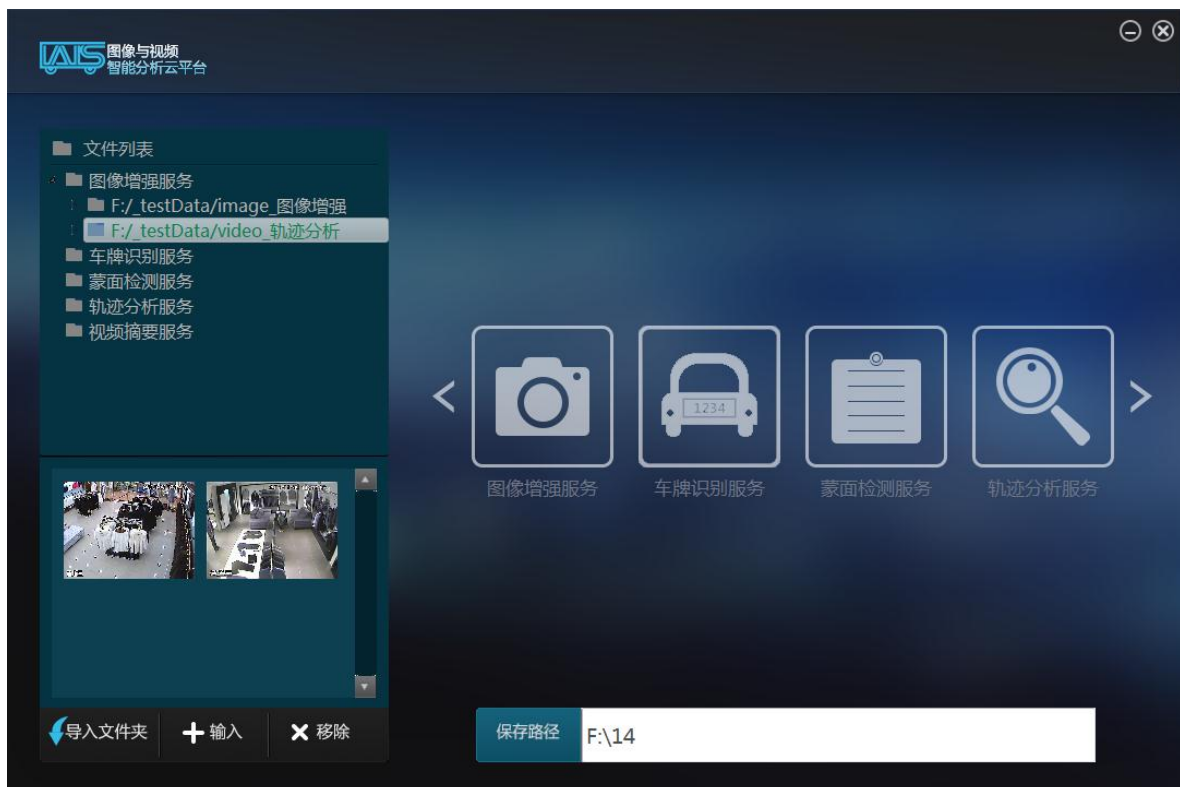 IAIS 图像与视频
智能分析云平台
文件列表
图像增强服务
F:/_testData/image_图像增强
F:/_testData/video_轨迹分析
车牌识别服务
蒙面检测服务
轨迹分析服务
视频摘要服务
1234
图像增强服务 车牌识别服务 蒙面检测服务 轨迹分析服务
导入文件夹 输入 移除
保存路径 F:\14